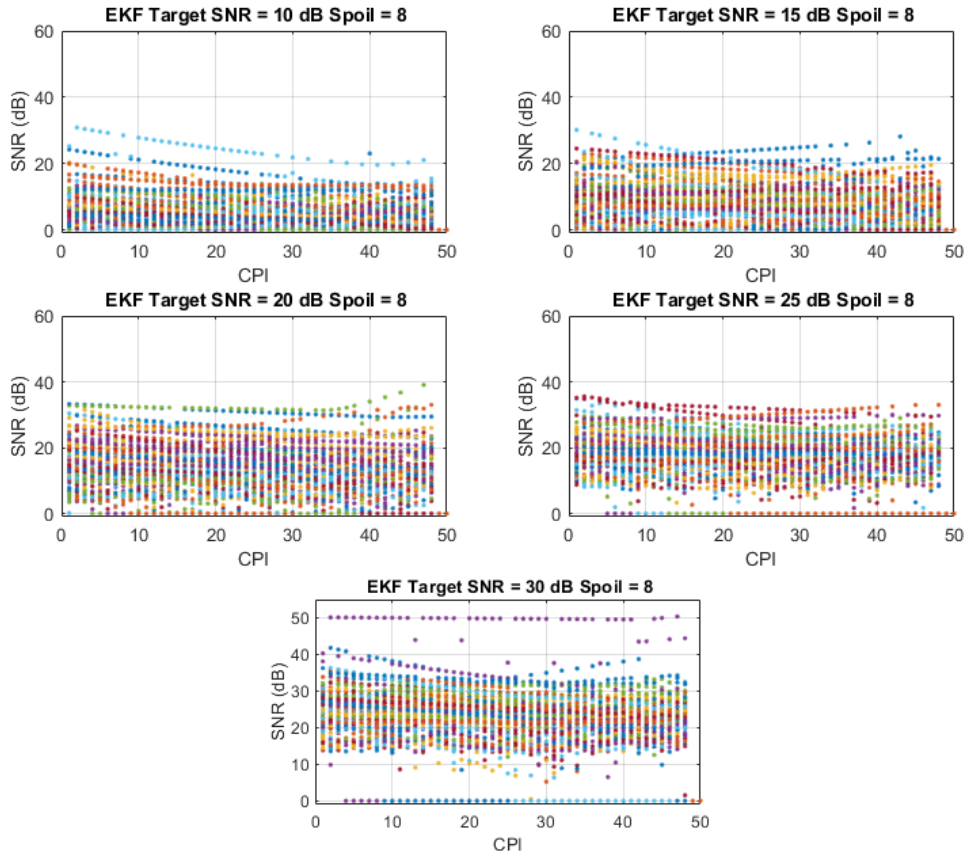 EKF Target SNR = 10 dB Spoil = 8
60
40
20
0
SNR (dB)
0 10 20 30 40 50
CPI
EKF Target SNR = 15 dB Spoil = 8
60
40
20
0
SNR (dB)
0 10 20 30 40 50
CPI
EKF Target SNR = 20 dB Spoil = 8
60
40
20
0
SNR (dB)
0 10 20 30 40 50
CPI
EKF Target SNR = 25 dB Spoil = 8
60
40
20
0
SNR (dB)
0 10 20 30 40 50
CPI
EKF Target SNR = 30 dB Spoil = 8
50
40
30
20
10
0
SNR (dB)
0 10 20 30 40 50
CPI